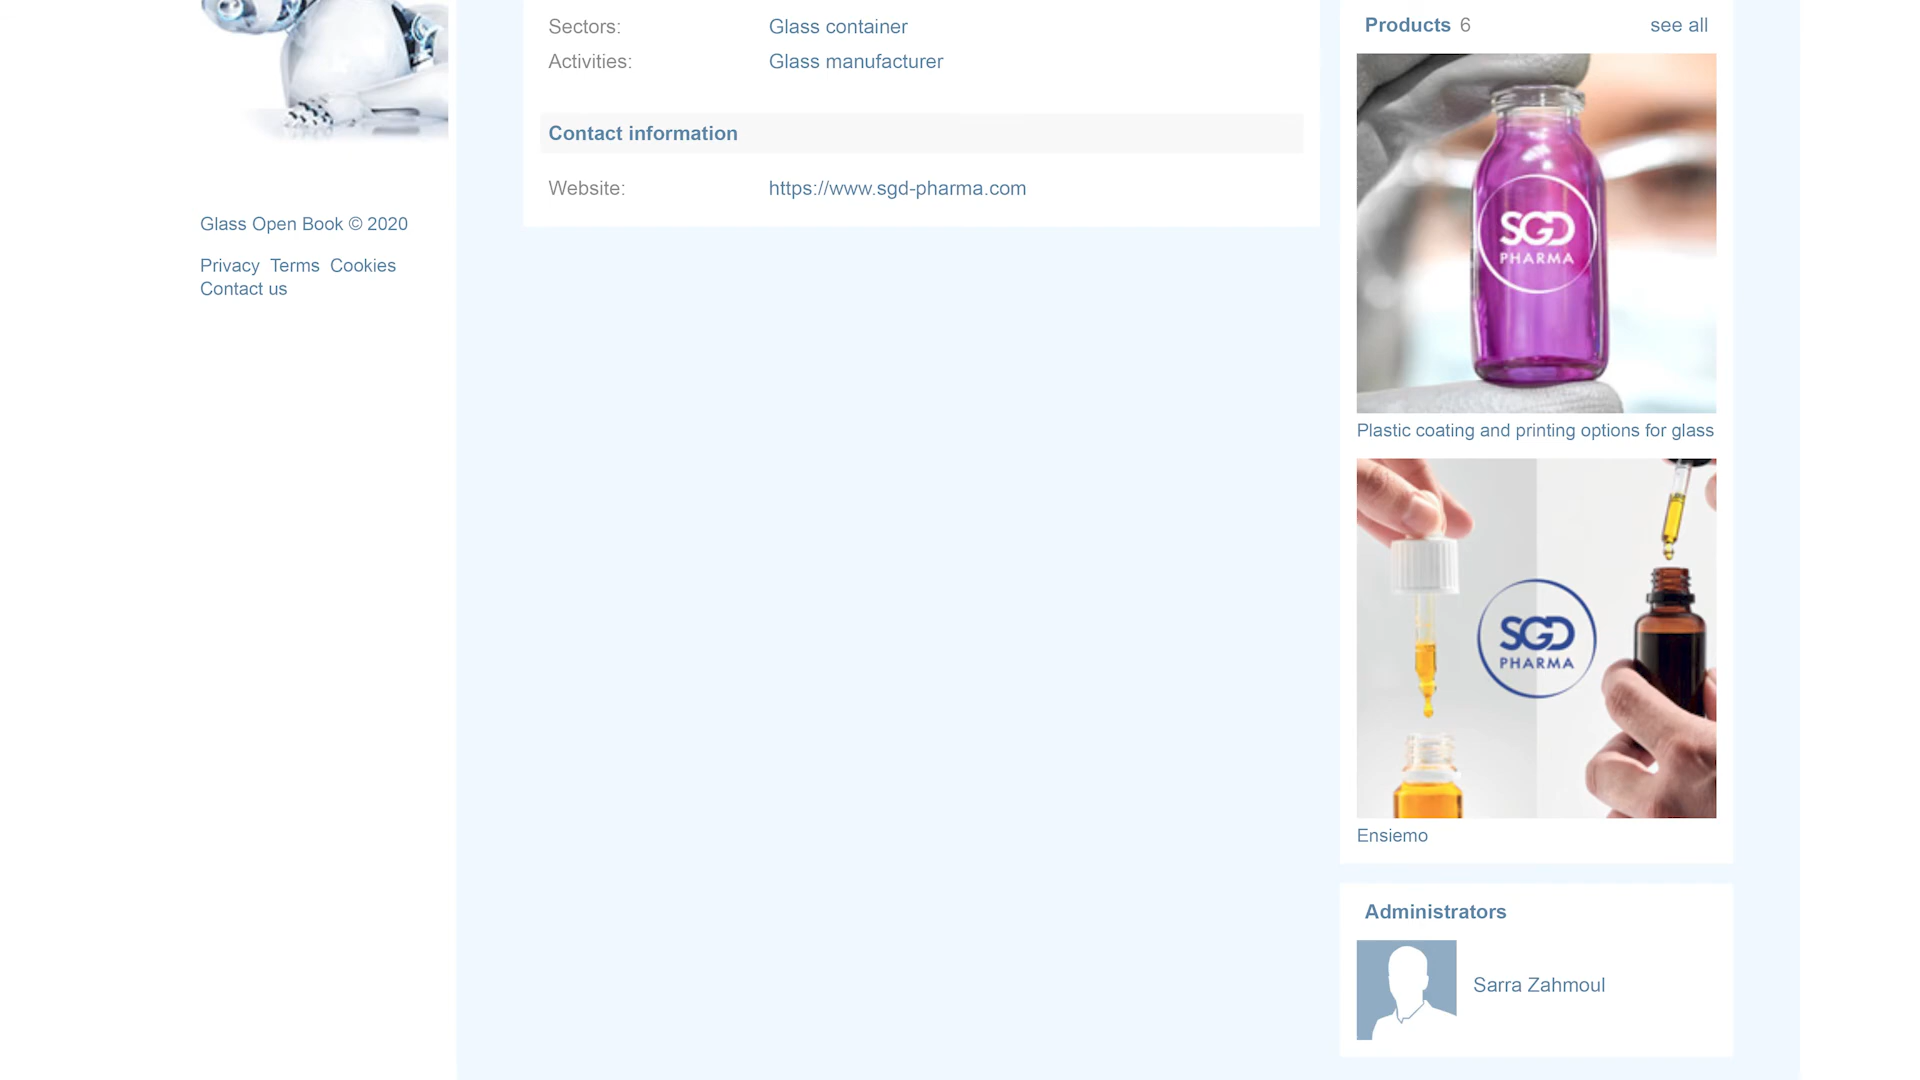 Sectors: Glass container
Activities: Glass manufacturer
Contact information
Website: https://www.sgd-pharma.com
Glass Open Book © 2020
Privacy Terms Cookies
Contact us
Products 6 see all
SGD
PHARMA
Plastic coating and printing options for glass
SGD
PHARMA
Ensiemo
Administrators
Sarra Zahmoul